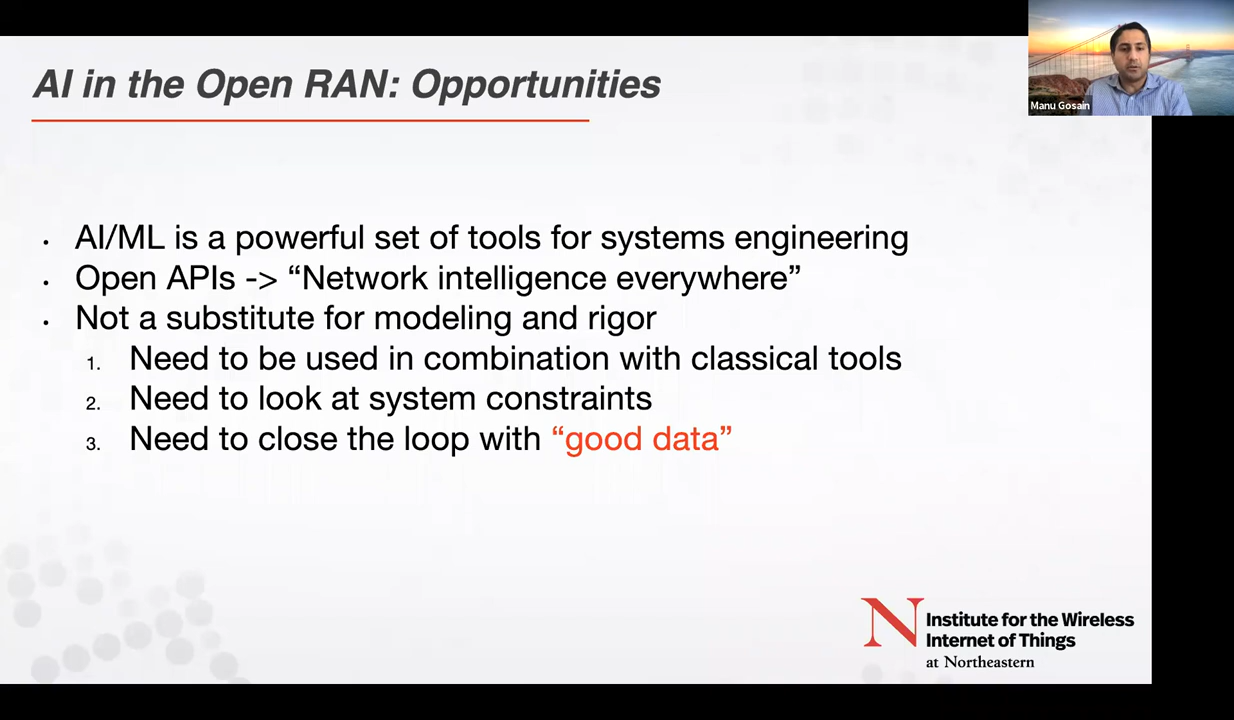 AI in the Open RAN: Opportunities
Manu Gosain
• AI/ML is a powerful set of tools for systems engineering
• Open APIs -> “Network intelligence everywhere”
• Not a substitute for modeling and rigor
1. Need to be used in combination with classical tools
2. Need to look at system constraints
3. Need to close the loop with “good data”
N
Institute for the Wireless
Internet of Things
at Northeastern